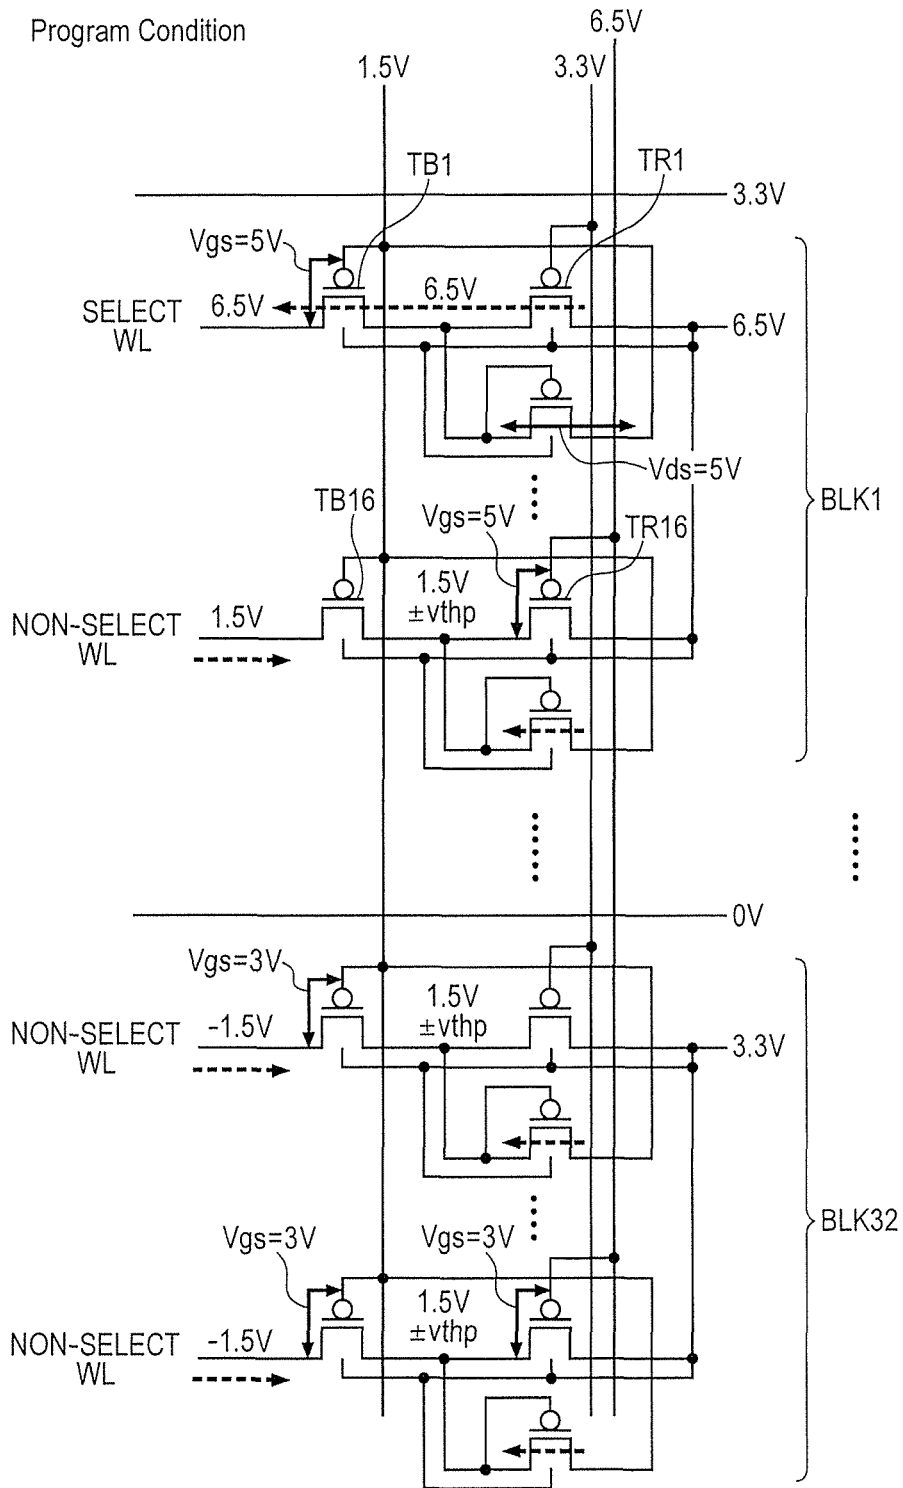 Program Condition
6.5V
1.5V
3.3V
TB1
TR1
3.3V
Vgs=5V
6.5V
6.5V
SELECT
WL
6.5V
Vds=5V
BLK1
TB16
Vgs=5V
TR16
1.5V
±vthp
1.5V
NON-SELECT
WL
0V
Vgs=3V
1.5V
±vthp
-1.5V
NON-SELECT
WL
3.3V
BLK32
Vgs=3V
Vgs=3V
1.5V
±vthp
-1.5V
NON-SELECT
WL